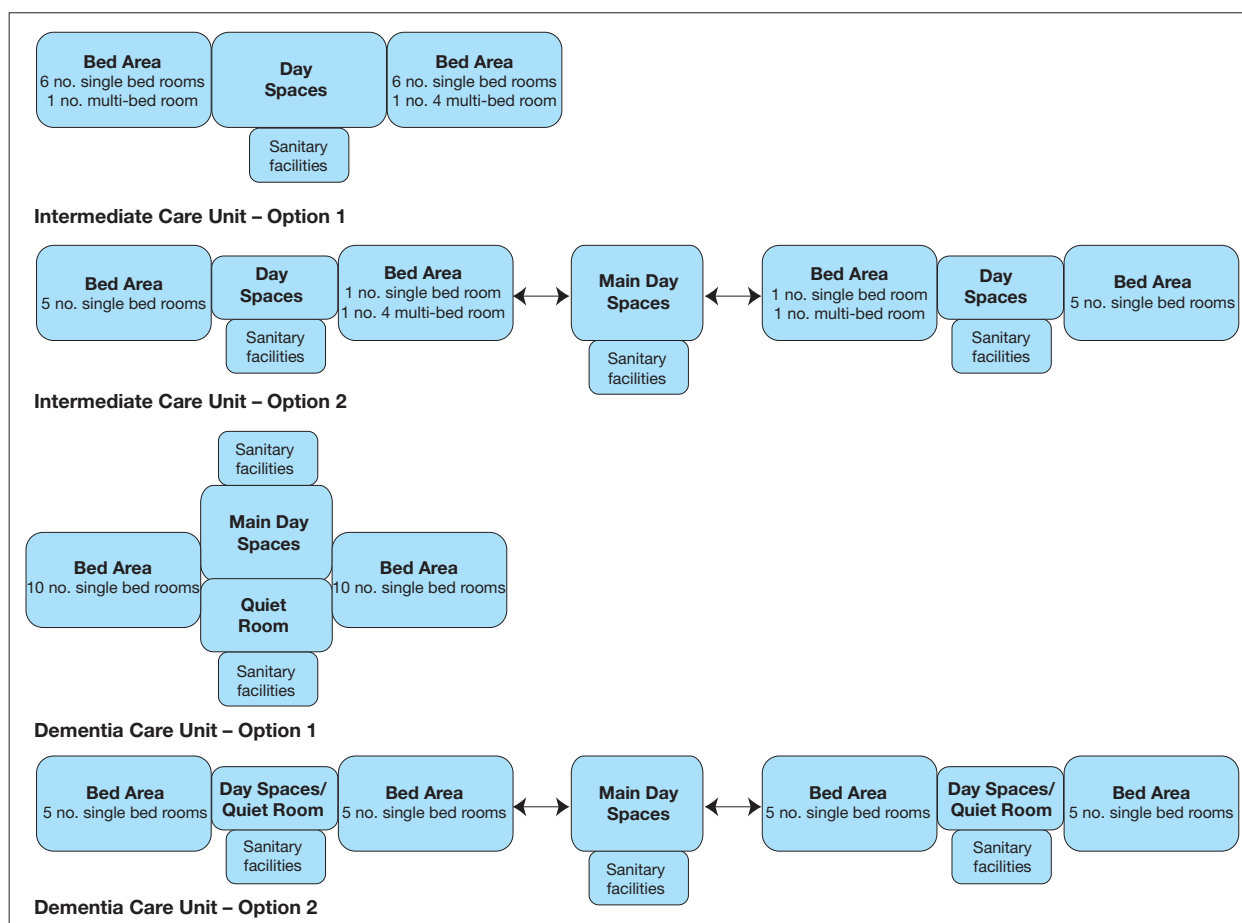 Bed Area
6 no. single bed rooms
1 no. multi-bed room
Day
Spaces
Bed Area
6 no. single bed rooms
1 no. 4 multi-bed room
Sanitary
facilities
Intermediate Care Unit – Option 1
Bed Area
5 no. single bed rooms
Day
Spaces
Sanitary
facilities
Bed Area
1 no. single bed room
1 no. 4 multi-bed room
Main Day
Spaces
Sanitary
facilities
Bed Area
1 no. single bed room
1 no. multi-bed room
Day
Spaces
Sanitary
facilities
Bed Area
5 no. single bed rooms
Intermediate Care Unit – Option 2
Sanitary
facilities
Main Day
Spaces
Bed Area
10 no. single bed rooms
Bed Area
10 no. single bed rooms
Quiet
Room
Sanitary
facilities
Dementia Care Unit – Option 1
Bed Area
5 no. single bed rooms
Day Spaces/
Quiet Room
Sanitary
facilities
Bed Area
5 no. single bed rooms
Main Day
Spaces
Sanitary
facilities
Bed Area
5 no. single bed rooms
Day Spaces/
Quiet Room
Sanitary
facilities
Bed Area
5 no. single bed rooms
Dementia Care Unit – Option 2